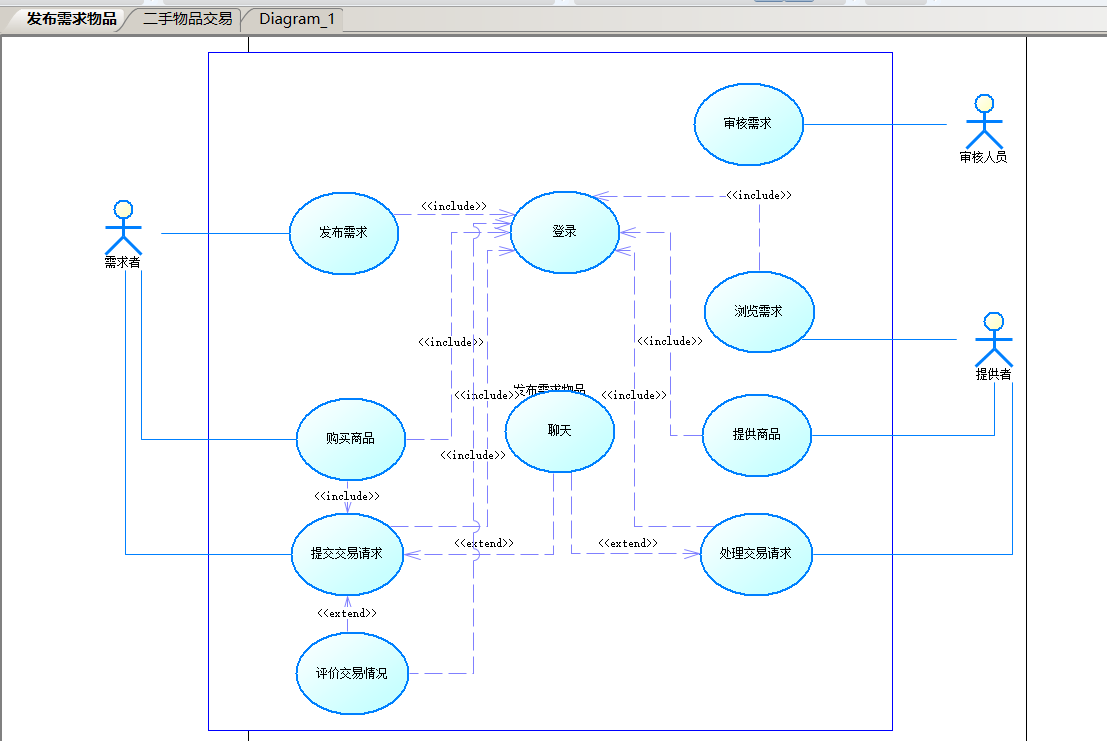 发布需求物品
二手物品交易
Diagram_1
审核需求
审核人员
<<include>>
<<include>>
发布需求
登录
需求者
浏览需求
<<include>>
<<include>>
提供者
发布需求物品
<<include>>
<<include>>
聊天
购买商品
提供商品
<<include>>
<<include>>
<<extend>>
<<extend>>
提交交易请求
处理交易请求
<<extend>>
评价交易情况